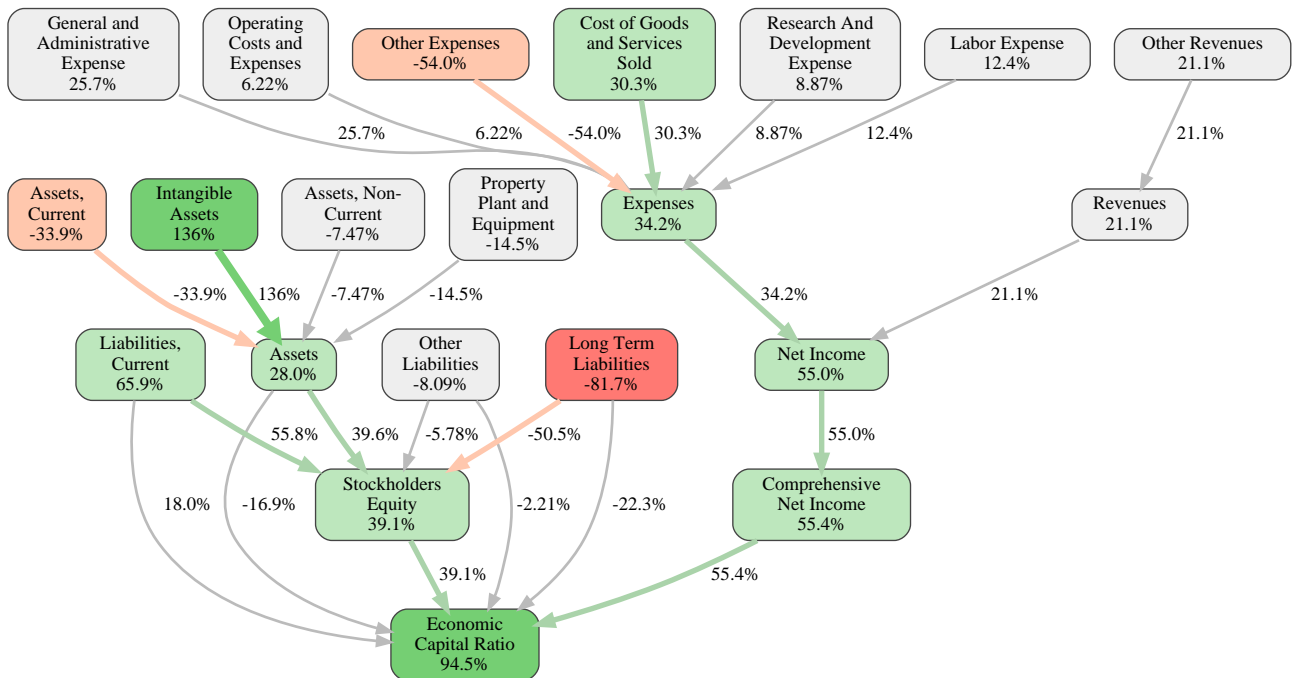 General and
Administrative
Expense
25.7%
Operating
Costs and
Expenses
6.22%
Other Expenses
-54.0%
Cost of Goods
and Services
Sold
30.3%
Research And
Development
Expense
8.87%
Labor Expense
12.4%
Other Revenues
21.1%
25.7%
6.22%
-54.0%
30.3%
8.87%
12.4%
21.1%
Assets,
Current
-33.9%
Intangible
Assets
136%
Assets, Non-
Current
-7.47%
Property
Plant and
Equipment
-14.5%
Expenses
34.2%
Revenues
21.1%
-33.9%
136%
-7.47%
-14.5%
34.2%
21.1%
Liabilities,
Current
65.9%
Assets
28.0%
Other
Liabilities
-8.09%
Long Term
Liabilities
-81.7%
Net Income
55.0%
55.8%
39.6%
-5.78%
-50.5%
55.0%
18.0%
-16.9%
Stockholders
Equity
39.1%
-2.21%
-22.3%
Comprehensive
Net Income
55.4%
39.1%
55.4%
Economic
Capital Ratio
94.5%